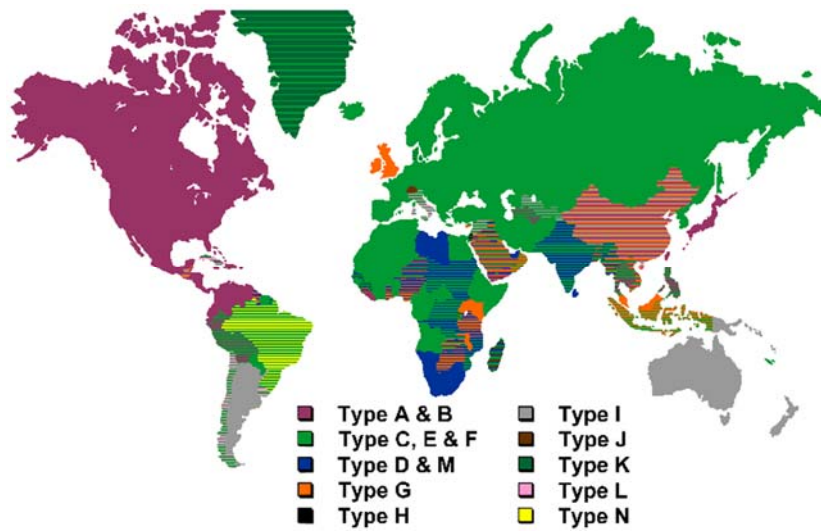 Type A & B
Type C, E & F
Type D & M
Type G
Type H
Type I
Type J
Type K
Type L
Type N